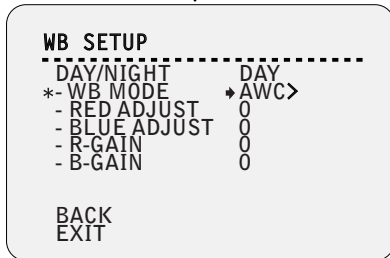 WB SETUP
DAY/NIGHT DAY
*- WB MODE AWC>
- RED ADJUST 0
- BLUE ADJUST 0
- R-GAIN 0
- B-GAIN 0
BACK
EXIT